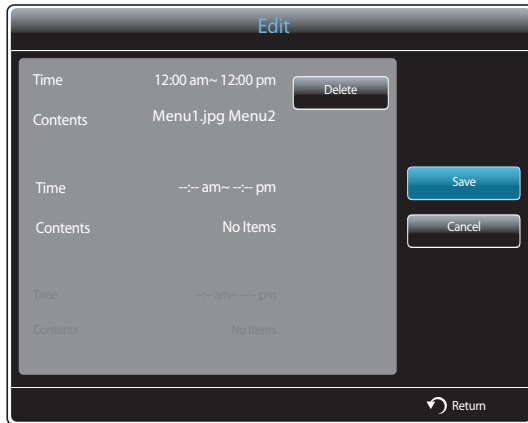 Edit
Time 12:00 am~ 12:00 pm Delete
Contents Menu1.jpg Menu2
Time --:-- am~ --:-- pm Save
Contents No Items Cancel
Time --:-- am~ --:-- pm
Contents No Items
Return